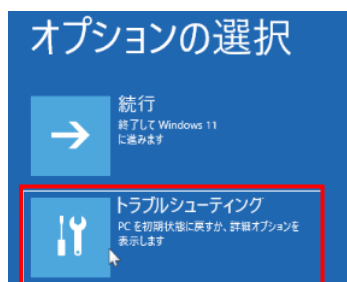 オプションの選択
続行
終了して Windows 11
に進みます
トラブルシューティング
PC を初期状態に戻すか、詳細オプションを
表示します